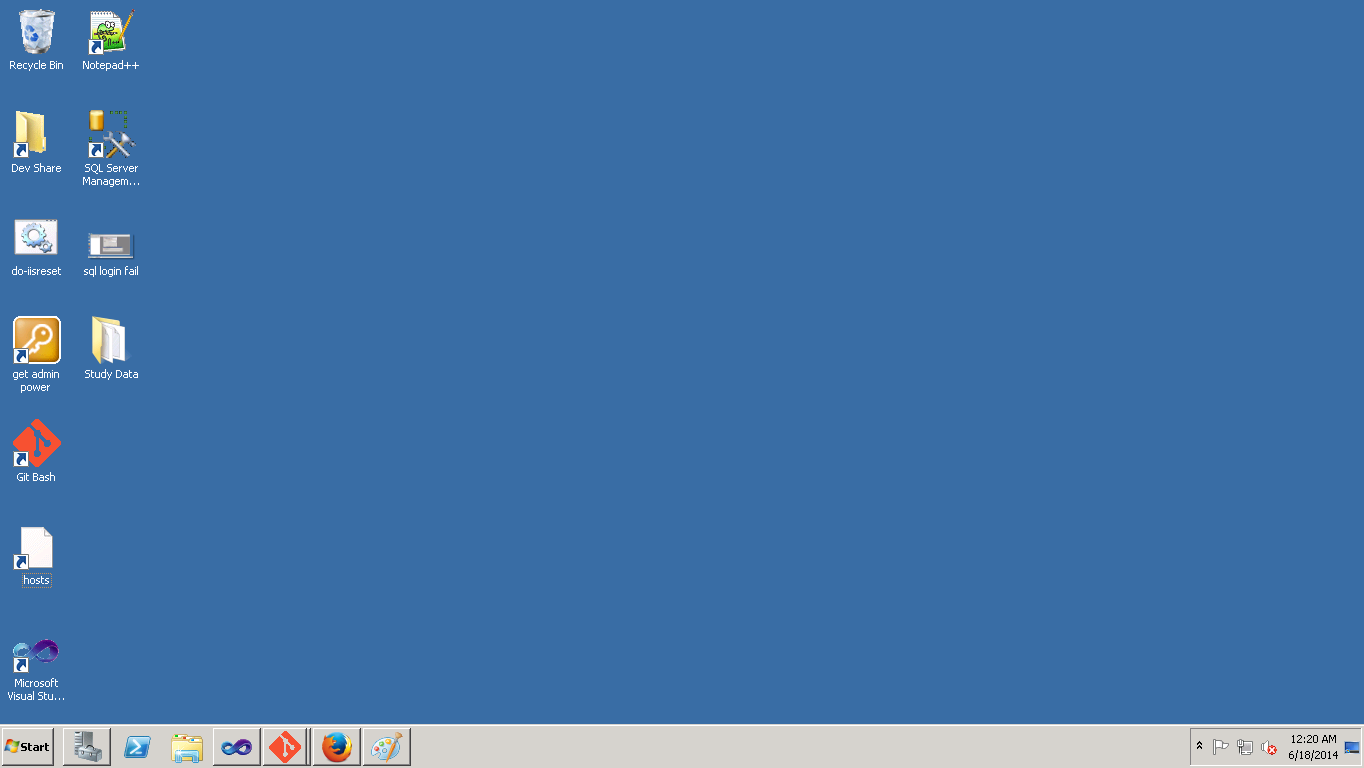 Recycle Bin
Notepad++
Dev Share
SQL Server
Managem...
do-iisreset
sql login fail
get admin
power
Study Data
Git Bash
hosts
Microsoft
Visual Stu...
Start
12:20 AM
6/18/2014